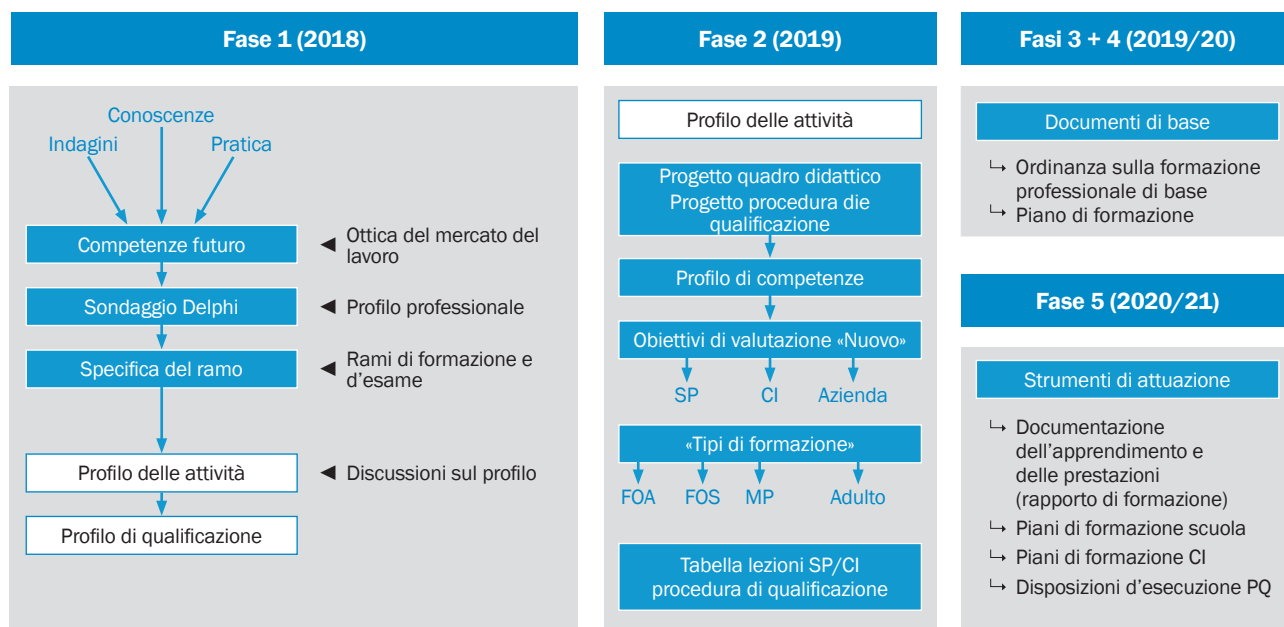 Fase 1 (2018)
Conoscenze
Indagini
Pratica
Competenze futuro
Ottica del mercato del
lavoro
Sondaggio Delphi
Profilo professionale
Specifica del ramo
Rami di formazione e
d'esame
Profilo delle attività
Discussioni sul profilo
Profilo di qualificazione
Fase 2 (2019)
Profilo delle attività
Progetto quadro didattico
Progetto procedura die
qualificazione
Profilo di competenze
Obiettivi di valutazione «Nuovo»
SP
CI
Azienda
«Tipi di formazione»
FOA
FOS
MP
Adulto
Tabella lezioni SP/CI
procedura di qualificazione
Fasi 3 + 4 (2019/20)
Documenti di base
Ordinanza sulla formazione
professionale di base
Piano di formazione
Fase 5 (2020/21)
Strumenti di attuazione
Documentazione
dell'apprendimento e
delle prestazioni
(rapporto di formazione)
Piani di formazione scuola
Piani di formazione CI
Disposizioni d'esecuzione PQ